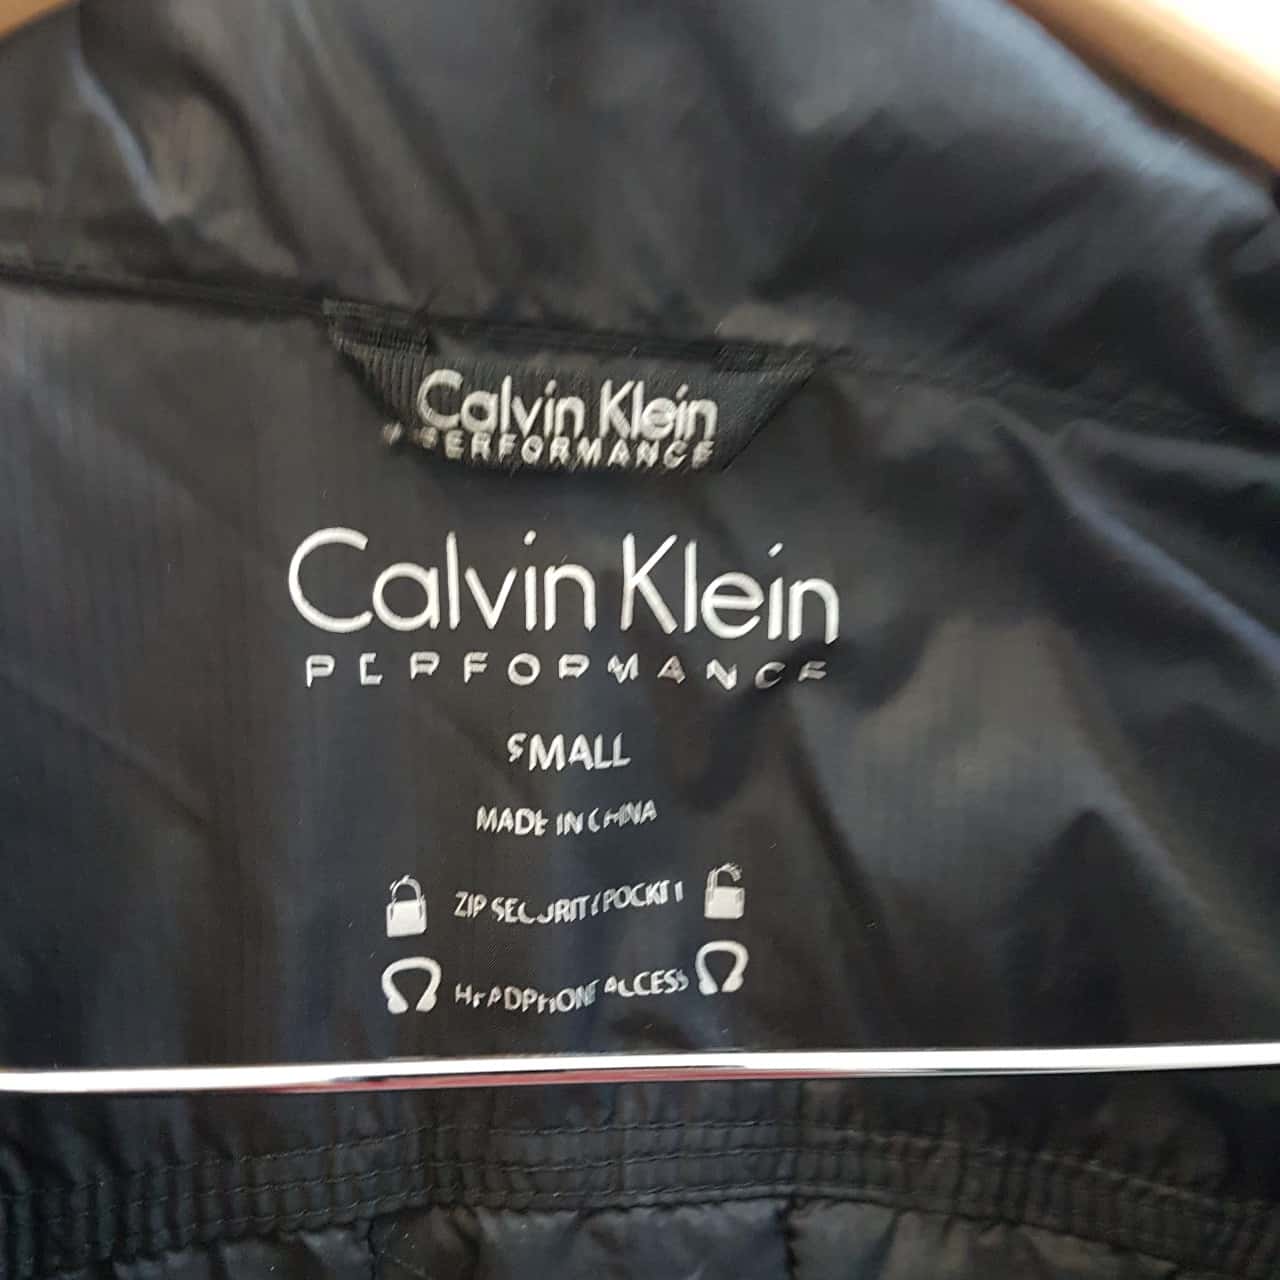 Calvin Klein
PERFORMANCE
Calvin Klein
PERFORMANCE
SMALL
MADE IN CHINA
ZIP SECURITY POCKET
HEADPHONE ACCESS